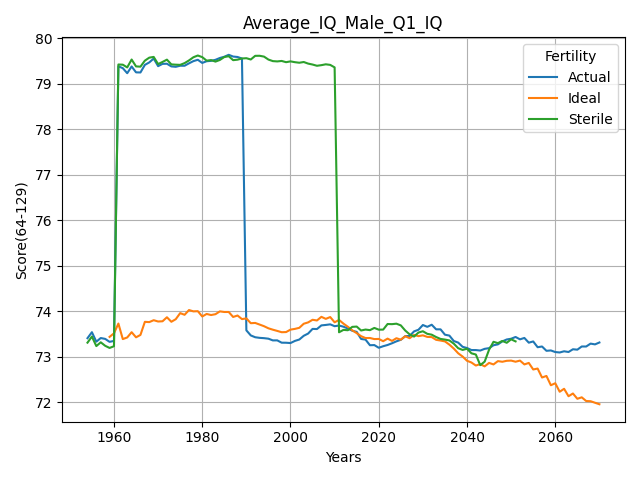 Average_IQ_Male_Q1_IQ
Score(64-129)
80
79
78
77
76
75
74
73
72
Fertility
Actual
Ideal
Sterile
1960
1980
2000
2020
2040
2060
Years